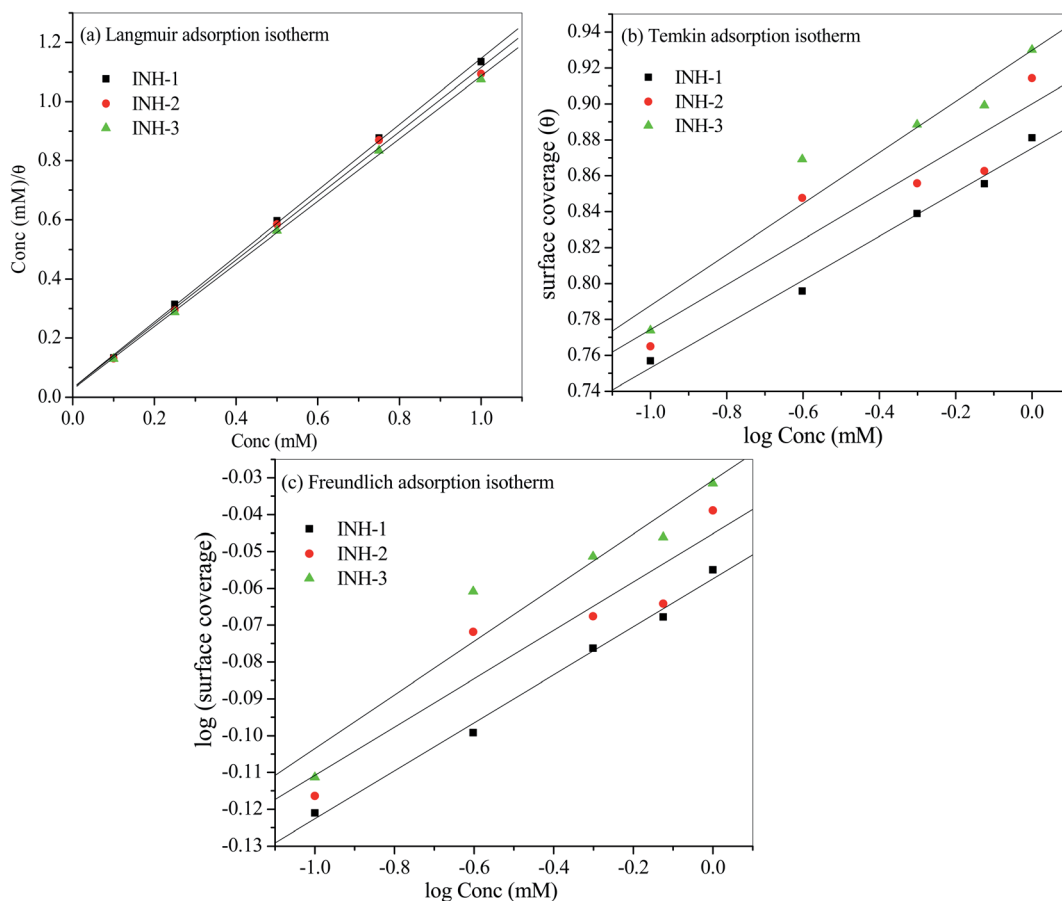 (a) Langmuir adsorption isotherm
INH-1
INH-2
INH-3
Conc (mM)/θ
1.2
1.0
0.8
0.6
0.4
0.2
0.0
0.0 0.2 0.4 0.6 0.8 1.0
Conc (mM)
(b) Temkin adsorption isotherm
INH-1
INH-2
INH-3
surface coverage (θ)
0.94
0.92
0.90
0.88
0.86
0.84
0.82
0.80
0.78
0.76
0.74
-1.0 -0.8 -0.6 -0.4 -0.2 0.0
log Conc (mM)
(c) Freundlich adsorption isotherm
INH-1
INH-2
INH-3
log (surface coverage)
-0.03
-0.04
-0.05
-0.06
-0.07
-0.08
-0.09
-0.10
-0.11
-0.12
-0.13
-1.0 -0.8 -0.6 -0.4 -0.2 0.0
log Conc (mM)